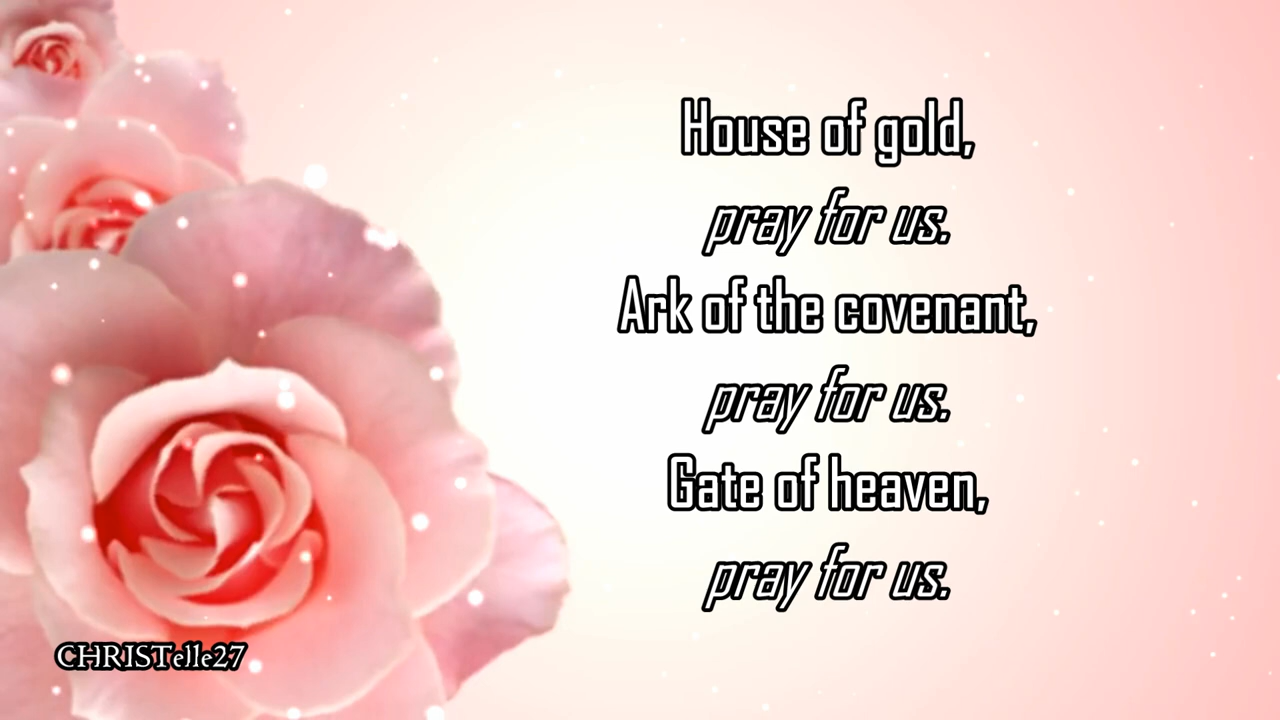 House of gold,
pray for us.
Ark of the covenant,
pray for us.
Gate of heaven,
pray for us.
CHRISTelle27